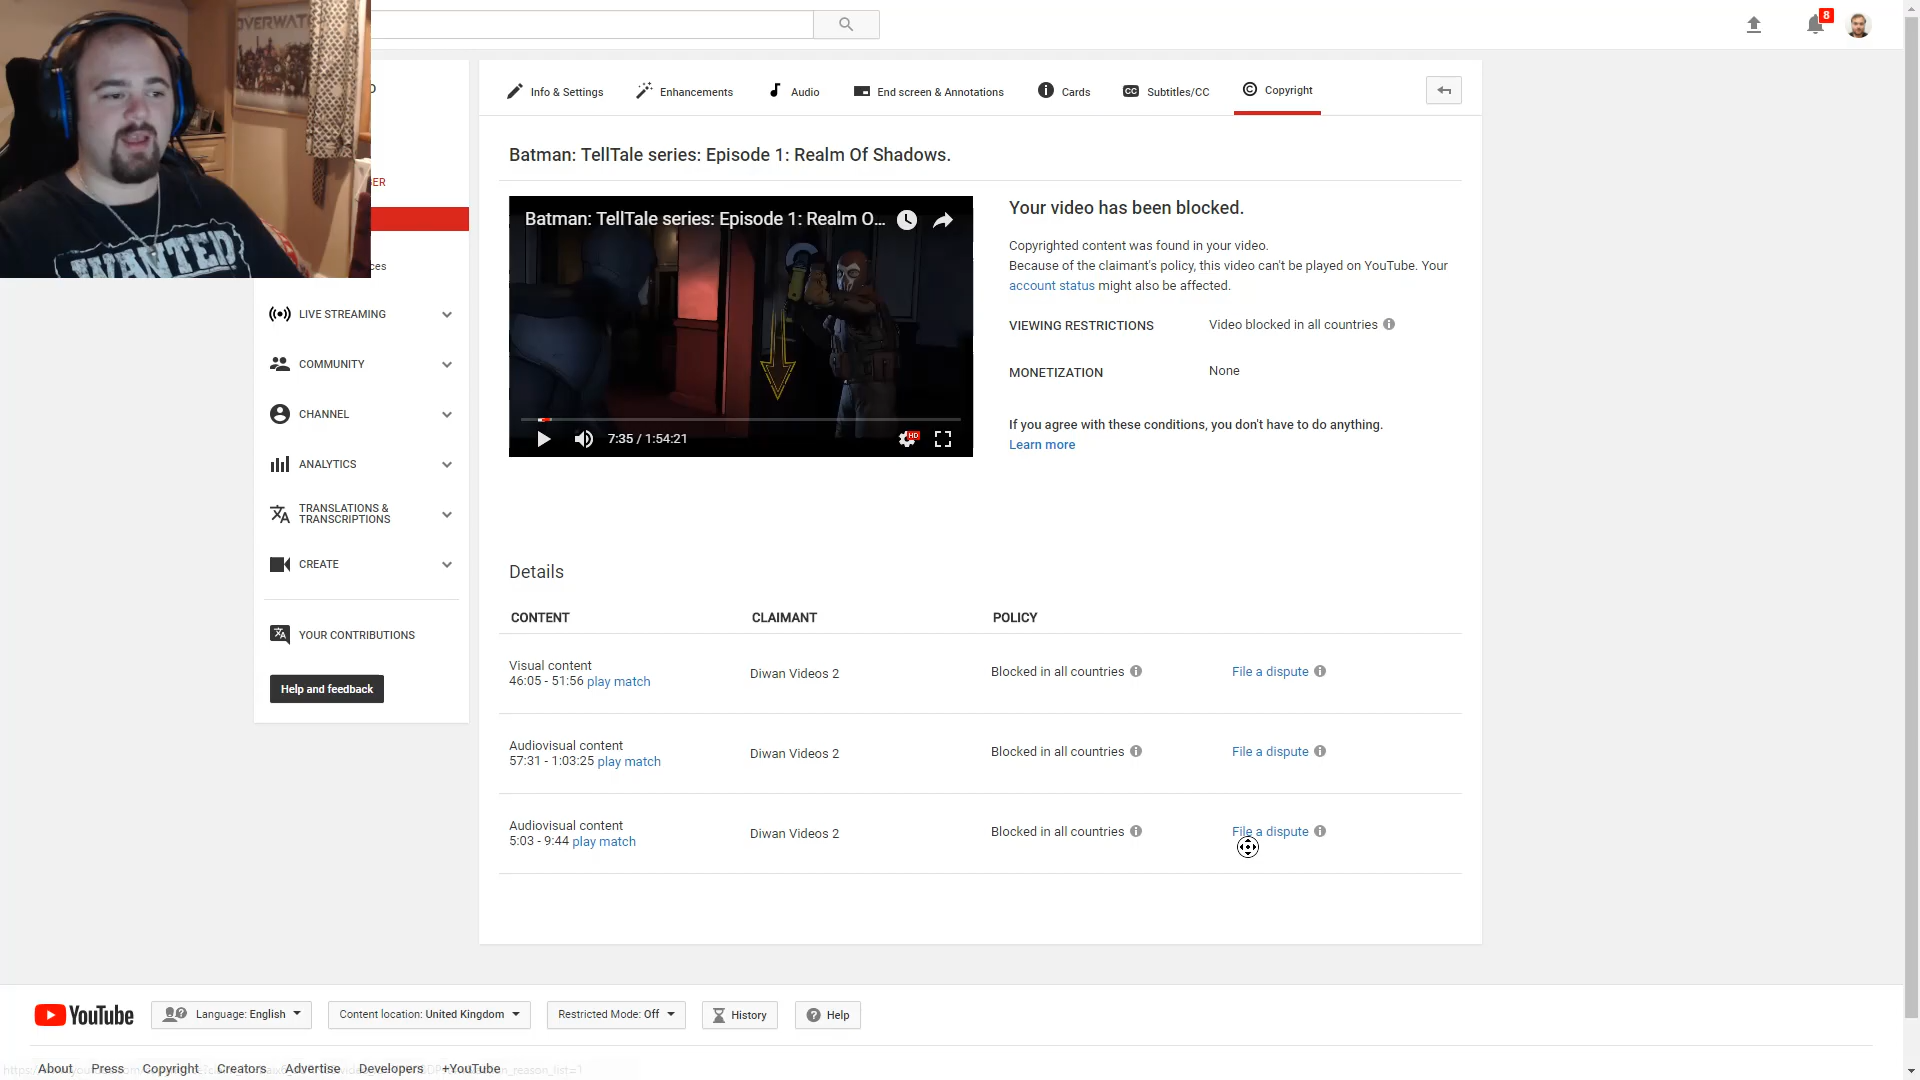 OVERWAT
WANTED
8
Info & Settings
Enhancements
Audio
End screen & Annotations
Cards
CC Subtitles/CC
Copyright
Batman: TellTale series: Episode 1: Realm Of Shadows.
Batman: TellTale series: Episode 1: Realm O...
7:35 / 1:54:21
HD
Your video has been blocked.
Copyrighted content was found in your video.
Because of the claimant's policy, this video can't be played on YouTube. Your
account status might also be affected.
VIEWING RESTRICTIONS
Video blocked in all countries
MONETIZATION
None
If you agree with these conditions, you don't have to do anything.
Learn more
ER
ces
LIVE STREAMING
COMMUNITY
CHANNEL
ANALYTICS
TRANSLATIONS &
TRANSCRIPTIONS
CREATE
YOUR CONTRIBUTIONS
Help and feedback
Details
CONTENT CLAIMANT POLICY
Visual content
46:05 - 51:56 play match
Diwan Videos 2
Blocked in all countries
File a dispute
Audiovisual content
57:31 - 1:03:25 play match
Diwan Videos 2
Blocked in all countries
File a dispute
Audiovisual content
5:03 - 9:44 play match
Diwan Videos 2
Blocked in all countries
File a dispute
YouTube
Language: English
Content location: United Kingdom
Restricted Mode: Off
History
Help
About Press Copyright Creators Advertise Developers +YouTube